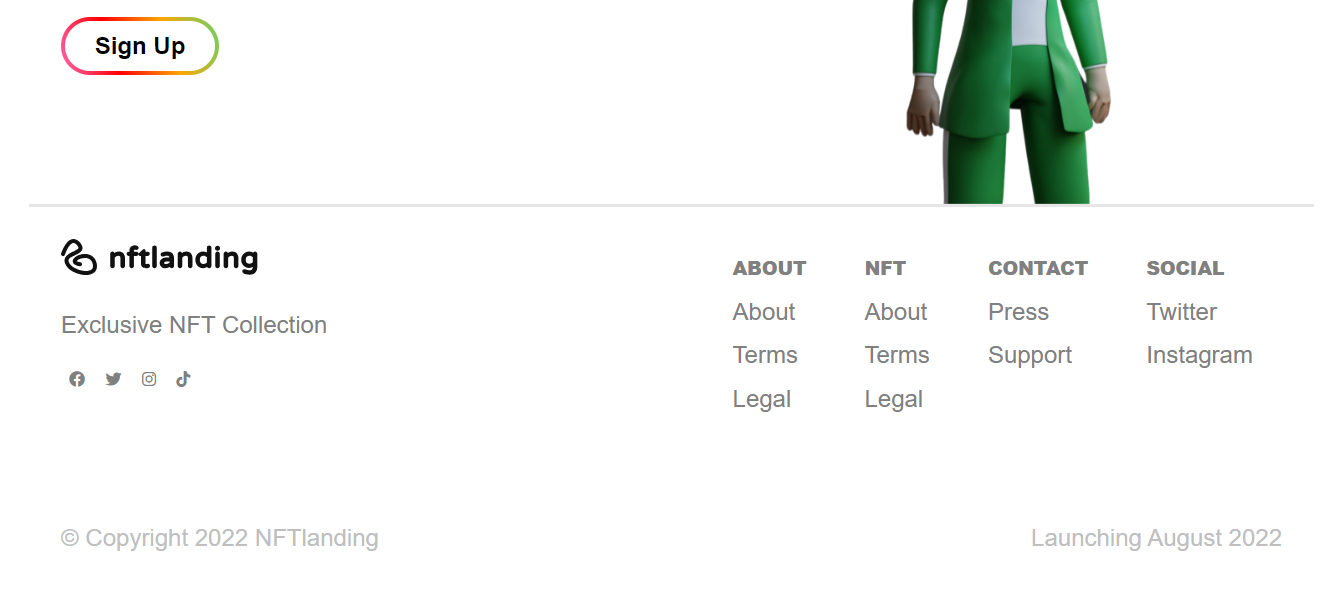 Sign Up
nftlanding
Exclusive NFT Collection
ABOUT
About
Terms
Legal
NFT
About
Terms
Legal
CONTACT
Press
Support
SOCIAL
Twitter
Instagram
© Copyright 2022 NFTlanding
Launching August 2022